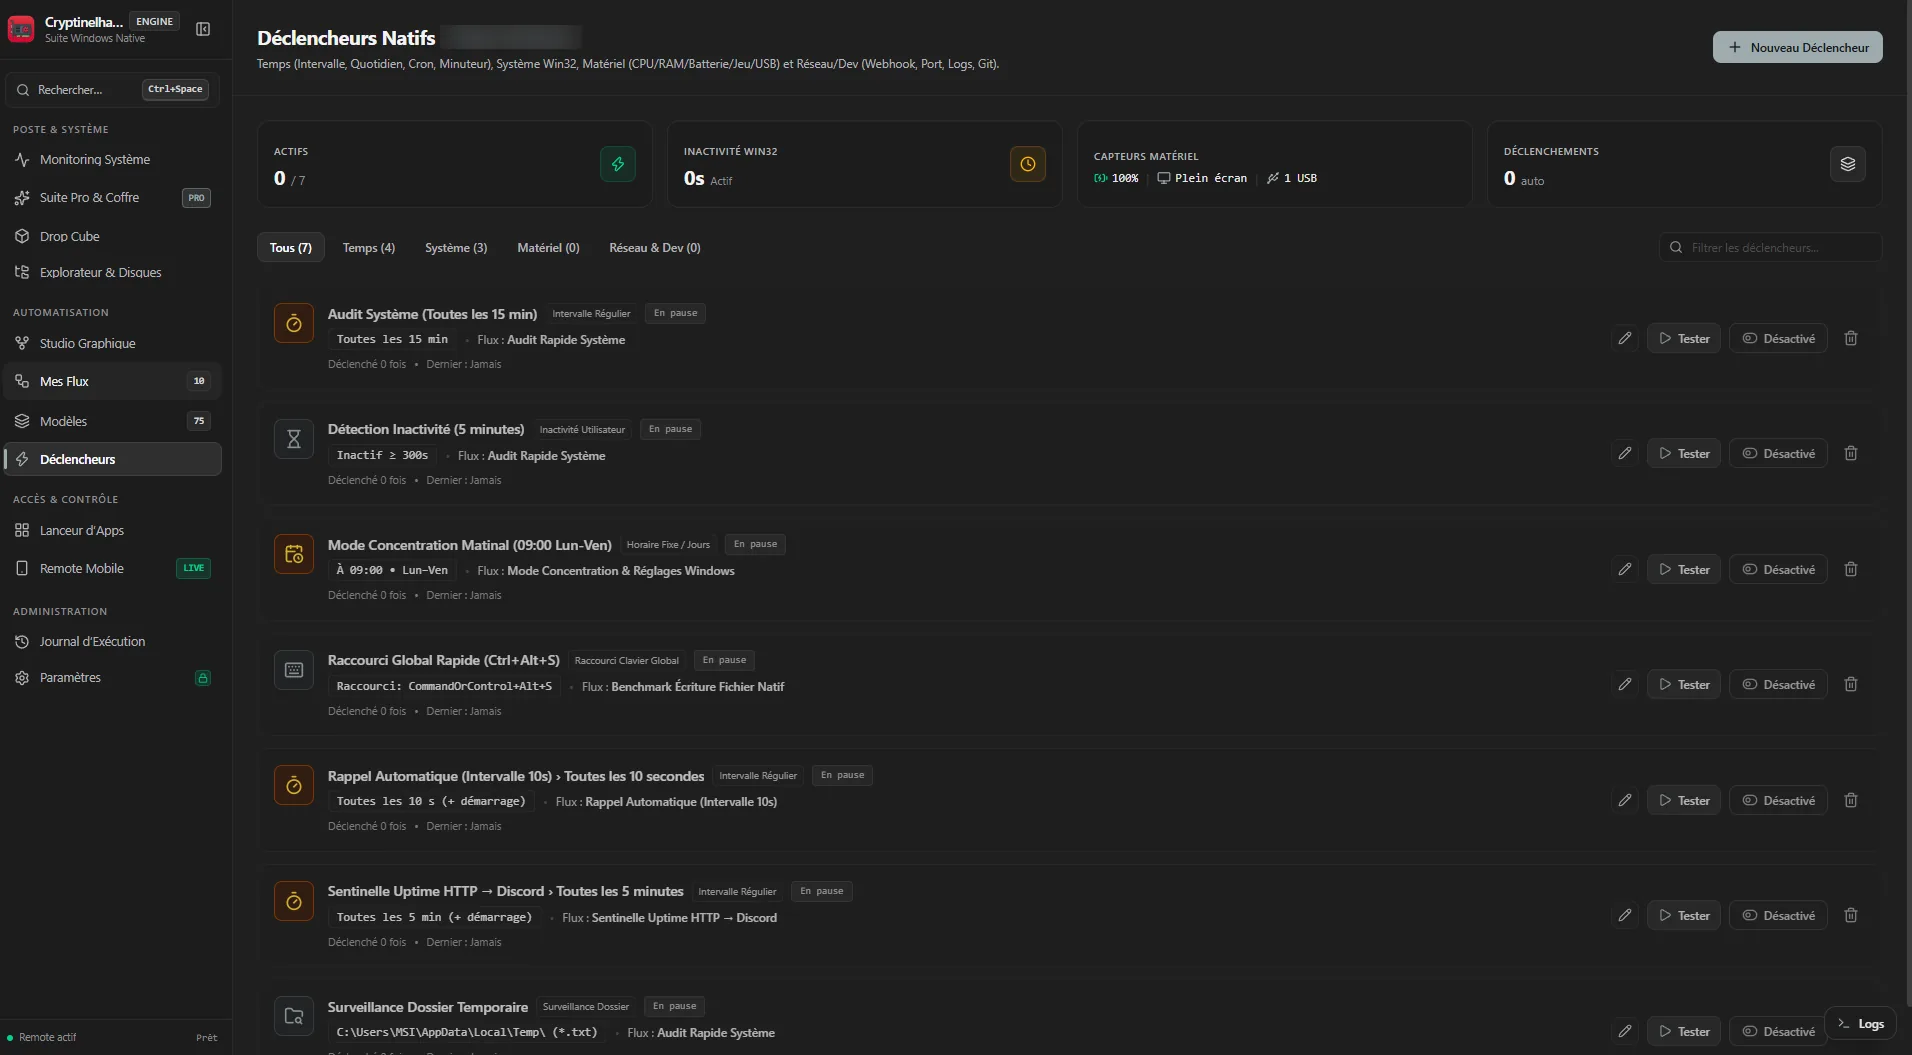 Cryptinelha... ENGINE
Suite Windows Native
Rechercher... Ctrl+Space
POSTE & SYSTÈME
Monitoring Système
Suite Pro & Coffre PRO
Drop Cube
Explorateur & Disques
AUTOMATISATION
Studio Graphique
Mes Flux 10
Modèles 75
Déclencheurs
ACCÈS & CONTRÔLE
Lanceur d'Apps
Remote Mobile LIVE
ADMINISTRATION
Journal d'Exécution
Paramètres
Remote actif Prêt
Déclencheurs Natifs
Temps (Intervalle, Quotidien, Cron, Minuteur), Système Win32, Matériel (CPU/RAM/Batterie/Jeu/USB) et Réseau/Dev (Webhook, Port, Logs, Git).
Nouveau Déclencheur
ACTIFS
0 / 7
INACTIVITÉ WIN32
0s Actif
CAPTEURS MATÉRIEL
100% Plein écran 1 USB
DÉCLENCHEMENTS
0 auto
Tous (7) Temps (4) Système (3) Matériel (0) Réseau & Dev (0) Filtrer les déclencheurs...
Audit Système (Toutes les 15 min) Intervalle Régulier En pause
Toutes les 15 min • Flux : Audit Rapide Système
Déclenché 0 fois • Dernier : Jamais
Tester Désactivé
Détection Inactivité (5 minutes) Inactivité Utilisateur En pause
Inactif ≥ 300s • Flux : Audit Rapide Système
Déclenché 0 fois • Dernier : Jamais
Tester Désactivé
Mode Concentration Matinal (09:00 Lun-Ven) Horaire Fixe / Jours En pause
À 09:00 • Lun-Ven • Flux : Mode Concentration & Réglages Windows
Déclenché 0 fois • Dernier : Jamais
Tester Désactivé
Raccourci Global Rapide (Ctrl+Alt+S) Raccourci Clavier Global En pause
Raccourci: CommandOrControl+Alt+S • Flux : Benchmark Écriture Fichier Natif
Déclenché 0 fois • Dernier : Jamais
Tester Désactivé
Rappel Automatique (Intervalle 10s) › Toutes les 10 secondes Intervalle Régulier En pause
Toutes les 10 s (+ démarrage) • Flux : Rappel Automatique (Intervalle 10s)
Déclenché 0 fois • Dernier : Jamais
Tester Désactivé
Sentinelle Uptime HTTP → Discord › Toutes les 5 minutes Intervalle Régulier En pause
Toutes les 5 min (+ démarrage) • Flux : Sentinelle Uptime HTTP → Discord
Déclenché 0 fois • Dernier : Jamais
Tester Désactivé
Surveillance Dossier Temporaire Surveillance Dossier En pause
C:\Users\MSI\AppData\Local\Temp\ (*.txt) • Flux : Audit Rapide Système
Tester Désactivé
Logs